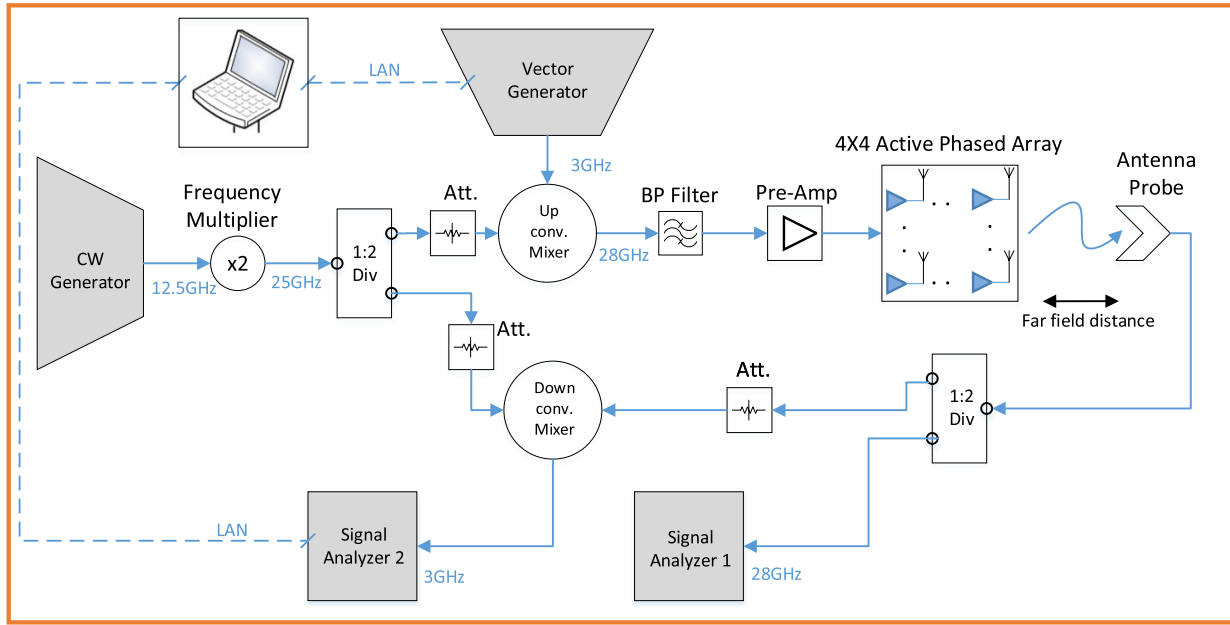 LAN
Vector
Generator
3GHz
4X4 Active Phased Array
Antenna
Probe
Frequency
Multiplier
Att.
BP Filter
Pre-Amp
Up
conv.
Mixer
28GHz
CW
Generator
12.5GHz
x2
25GHz
1:2
Div
. .
. .
Far field distance
Att.
Down
conv.
Mixer
Att.
1:2
Div
LAN
Signal
Analyzer 2
3GHz
Signal
Analyzer 1
28GHz